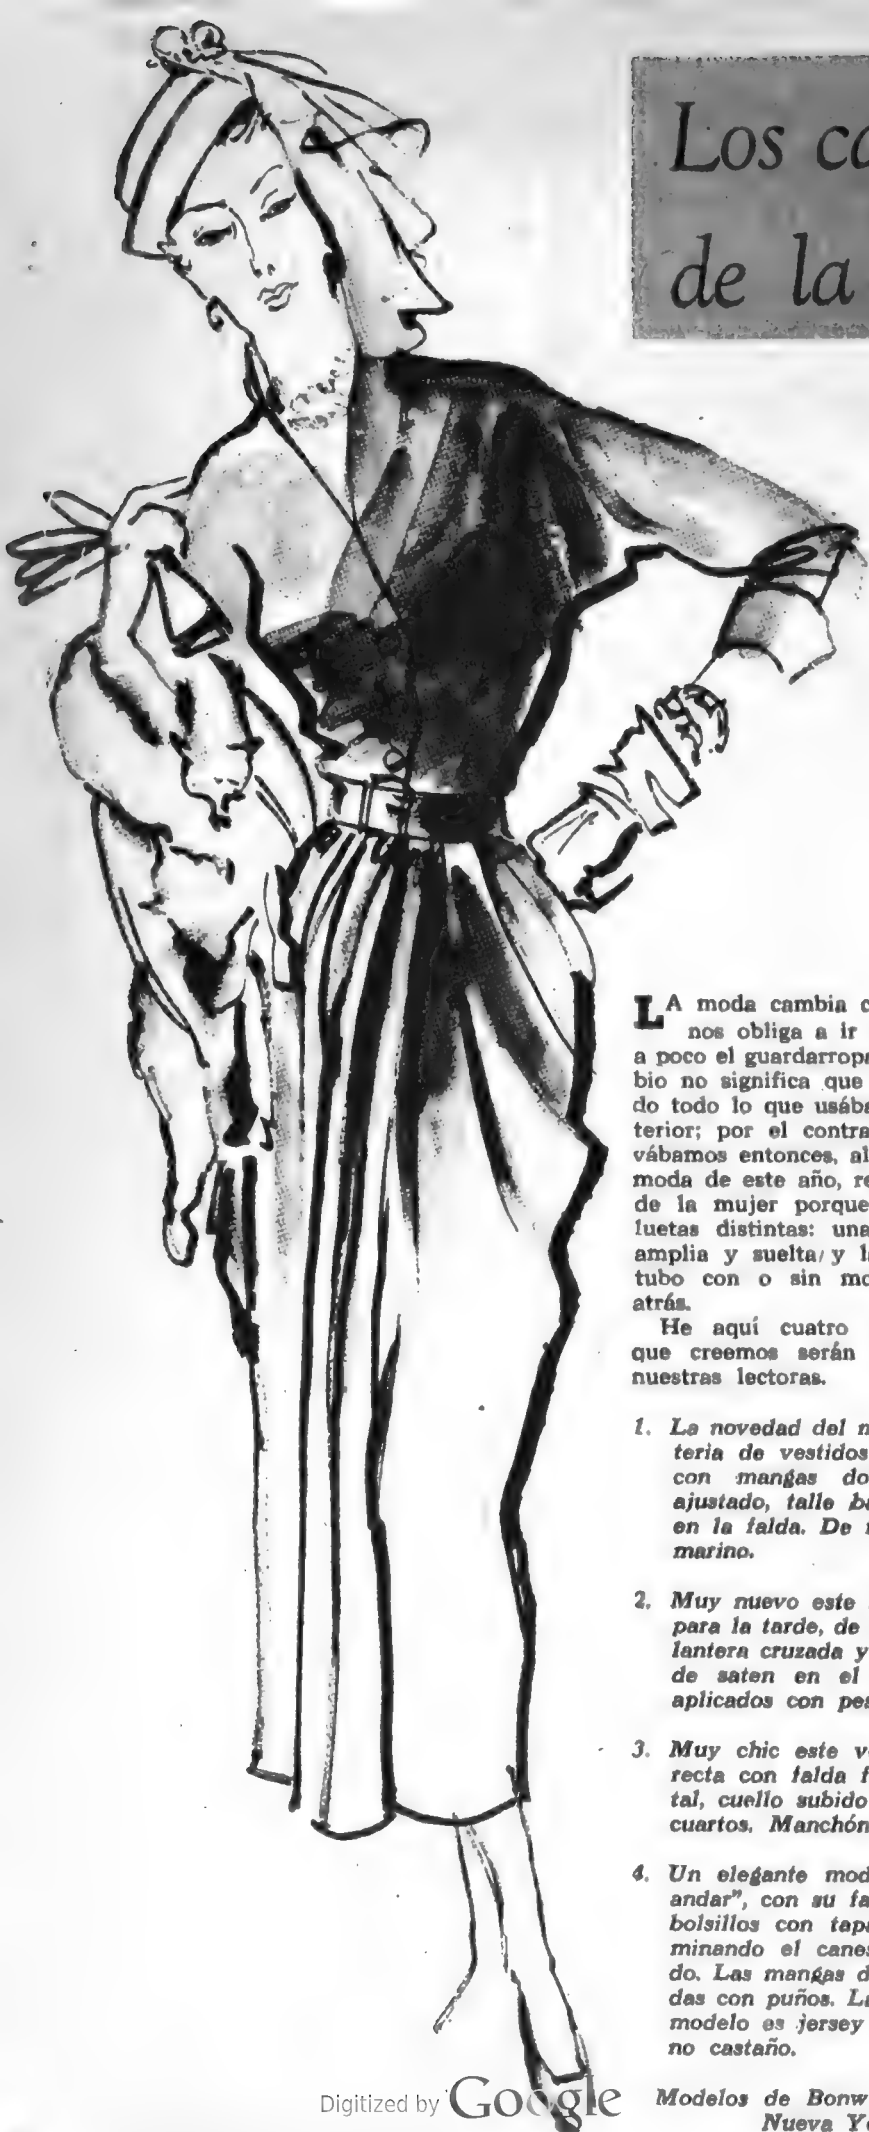 Los
de la
LA moda cambia
nos obliga a ir
a poco el guardarropa
bio no significa que
do todo lo que usába
terior; por el contra
vábamos entonces, al
moda de este año, re
de la mujer porque
luetas distintas: una
amplia y suelta y l
tubo con o sin mo
atrás.
He aquí cuatro
que creemos serán
nuestras lectoras.
1. La novedad del
teria de vestidos
con mangas do
ajustado, talle ba
en la falda. De
marino.
2. Muy nuevo este
para la tarde, de
lantera cruzada y
de saten en el
aplicados con pes
3. Muy chic este v
recta con falda f
tal, cuello subido
cuartos. Manchón
4. Un elegante mod
andar", con su fa
bolsillos con tapa
minando el canes
do. Las mangas d
das con puños. La
modelo es jersey
no castaño.
Modelos de Bonw
Nueva Yo
Digitized by Google